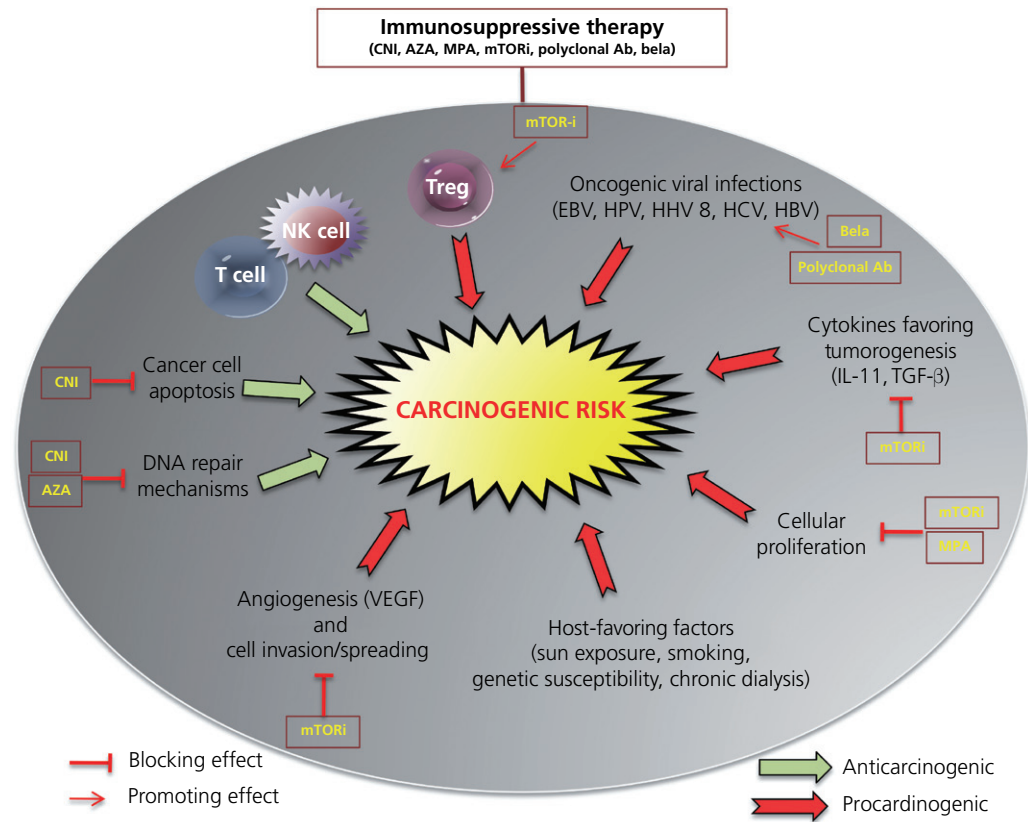 Immunosuppressive therapy
(CNI, AZA, MPA, mTORi, polyclonal Ab, bela)
mTOR-i
Treg
Oncogenic viral infections
(EBV, HPV, HHV 8, HCV, HBV)
Bela
Polyclonal Ab
NK cell
T cell
Cytokines favoring
tumorogenesis
(IL-11, TGF-β)
mTORi
CNI
Cancer cell
apoptosis
CARCINOGENIC RISK
CNI
AZA
DNA repair
mechanisms
Cellular
proliferation
mTORi
MPA
Angiogenesis (VEGF)
and
cell invasion/spreading
mTORi
Host-favoring factors
(sun exposure, smoking,
genetic susceptibility, chronic dialysis)
Blocking effect
Promoting effect
Anticarcinogenic
Procardinogenic